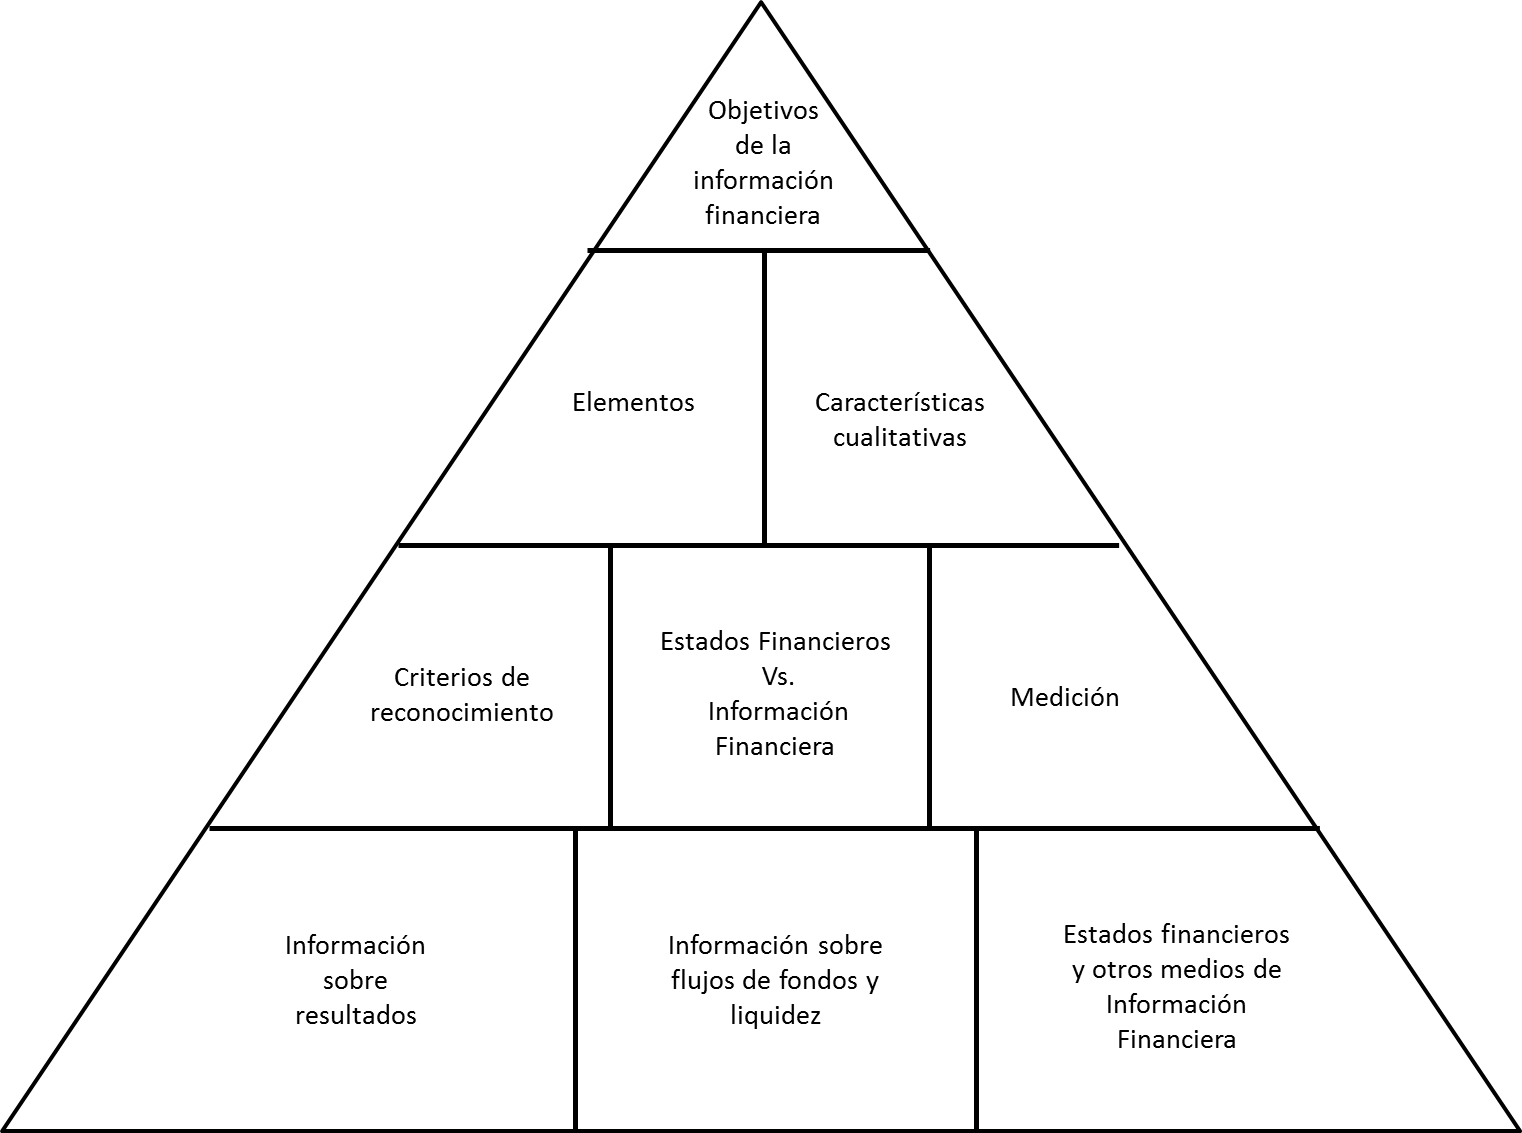 Objetivos
de la
información
financiera
Elementos
Características
cualitativas
Criterios de
reconocimiento
Estados Financieros
Vs.
Información
Financiera
Medición
Información
sobre
resultados
Información sobre
flujos de fondos y
liquidez
Estados financieros
y otros medios de
Información
Financiera